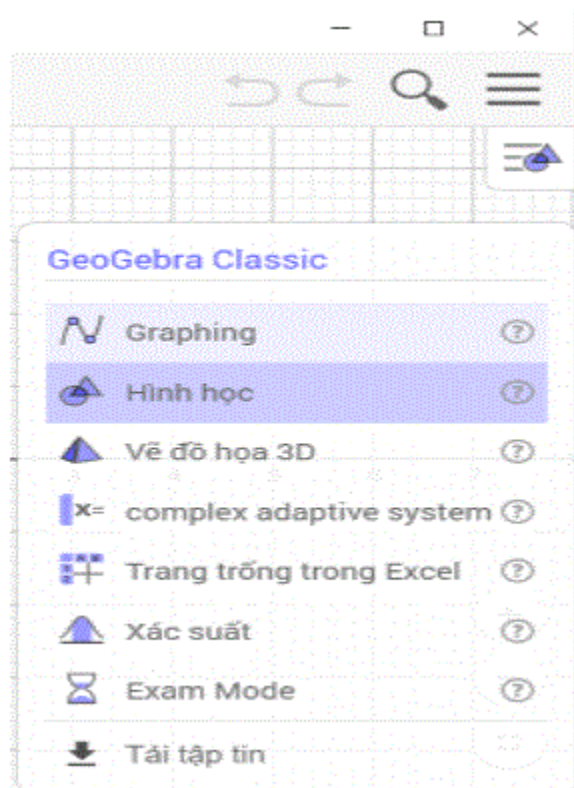 GeoGebra Classic
Graphing
Hình học
Vẽ đồ họa 3D
x= complex adaptive system
Trang trống trong Excel
Xác suất
Exam Mode
Tải tập tin